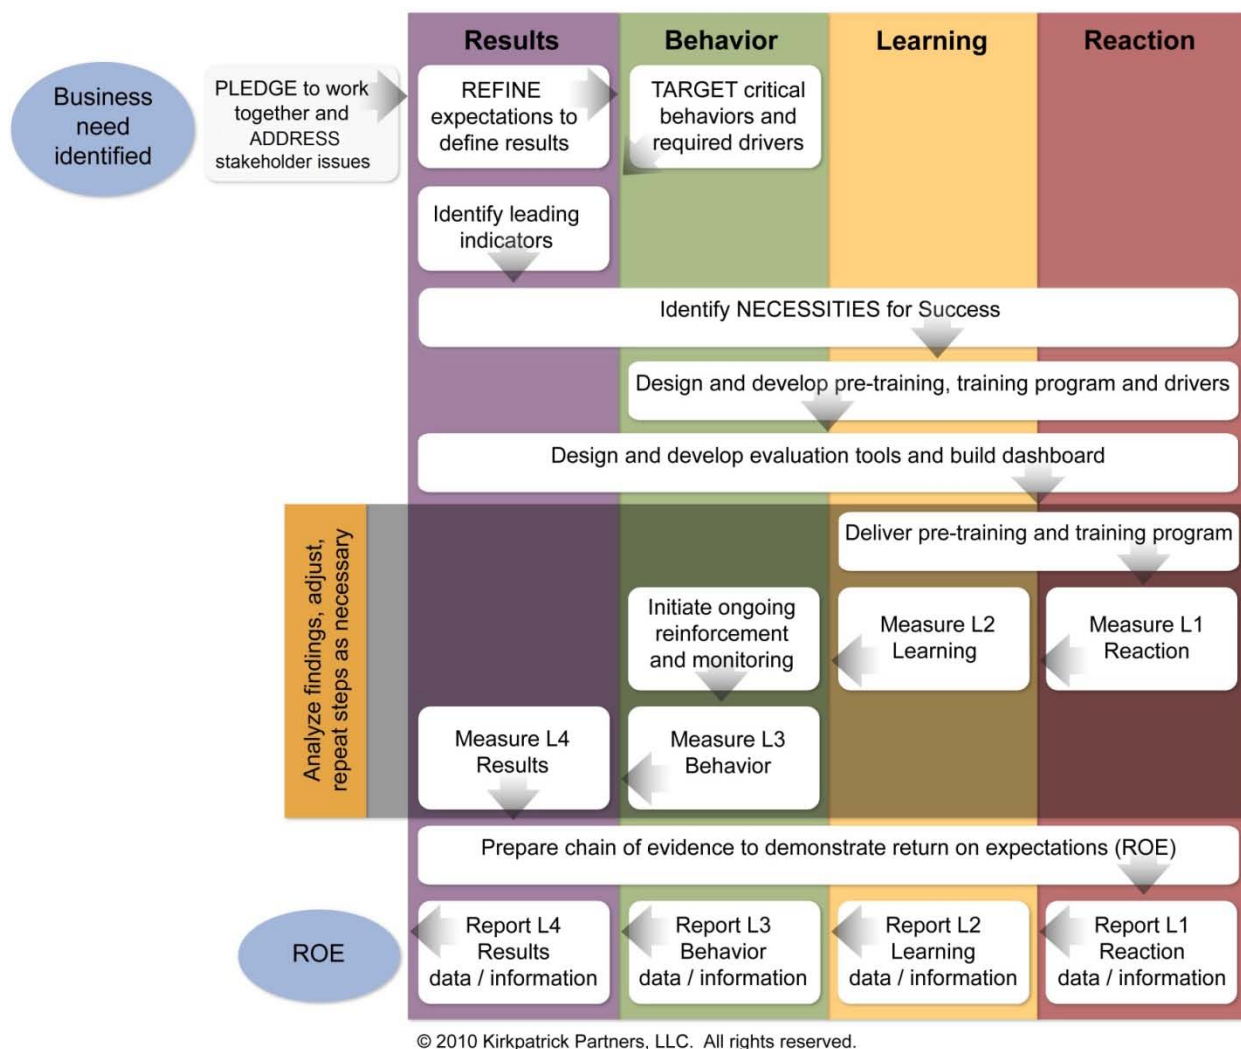 Results
Behavior
Learning
Reaction
Business
need
identified
PLEDGE to work
together and
ADDRESS
stakeholder issues
REFINE
expectations to
define results
TARGET critical
behaviors and
required drivers
Identify leading
indicators
Identify NECESSITIES for Success
Design and develop pre-training, training program and drivers
Design and develop evaluation tools and build dashboard
Analyze findings, adjust,
repeat steps as necessary
Deliver pre-training and training program
Initiate ongoing
reinforcement
and monitoring
Measure L2
Learning
Measure L1
Reaction
Measure L4
Results
Measure L3
Behavior
Prepare chain of evidence to demonstrate return on expectations (ROE)
ROE
Report L4
Results
data / information
Report L3
Behavior
data / information
Report L2
Learning
data / information
Report L1
Reaction
data / information
© 2010 Kirkpatrick Partners, LLC. All rights reserved.